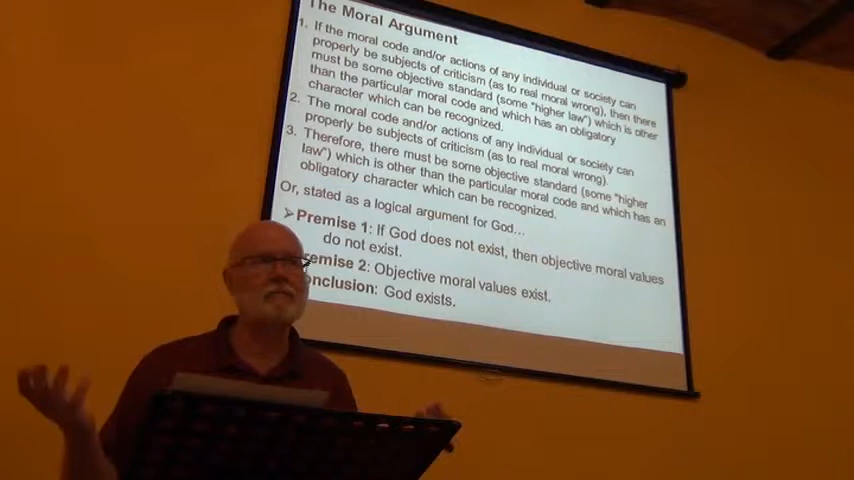 The Moral Argument
1. If the moral code and/or actions of any individual or society can
properly be subjects of criticism (as to real moral wrong), then there
must be some objective standard (some "higher law") which is other
than the particular moral code and which has an obligatory
character which can be recognized.
2. The moral code and/or actions of any individual or society can
properly be subjects of criticism (as to real moral wrong).
3. Therefore, there must be some objective standard (some "higher
law") which is other than the particular moral code and which has an
obligatory character which can be recognized.
Or, stated as a logical argument for God...
➢Premise 1: If God does not exist, then objective moral values
do not exist.
remise 2: Objective moral values exist.
onclusion: God exists.